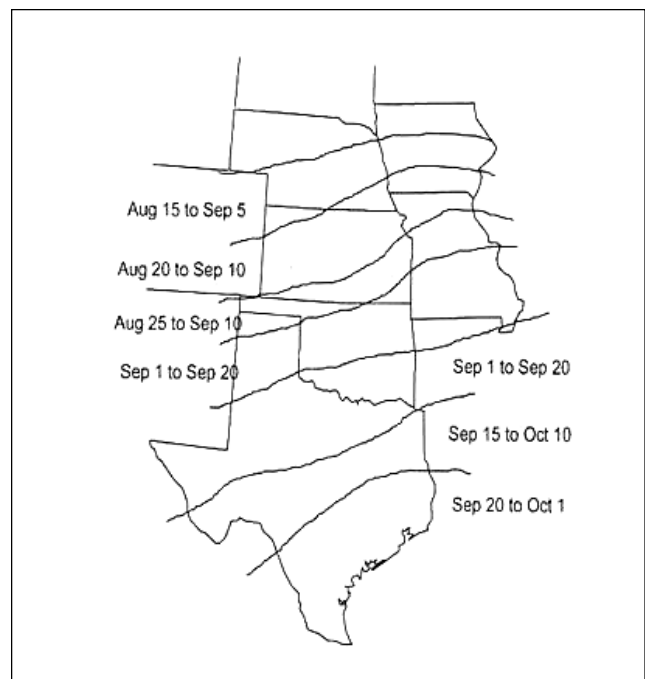 Aug 15 to Sep 5
Aug 20 to Sep 10
Aug 25 to Sep 10
Sep 1 to Sep 20
Sep 1 to Sep 20
Sep 15 to Oct 10
Sep 20 to Oct 1